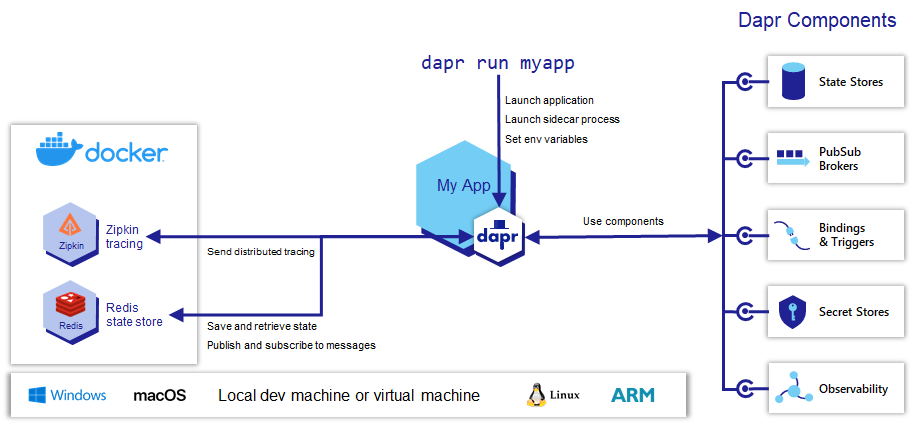 Dapr Components
dapr run myapp
Launch application
Launch sidecar process
Set env variables
State Stores
PubSub
Brokers
Bindings
& Triggers
Secret Stores
Observability
Use components
My App
dapr
docker
Zipkin
Zipkin
tracing
Send distributed tracing
Redis
Redis
state store
Save and retrieve state
Publish and subscribe to messages
Windows
macOS
Local dev machine or virtual machine
Linux
ARM